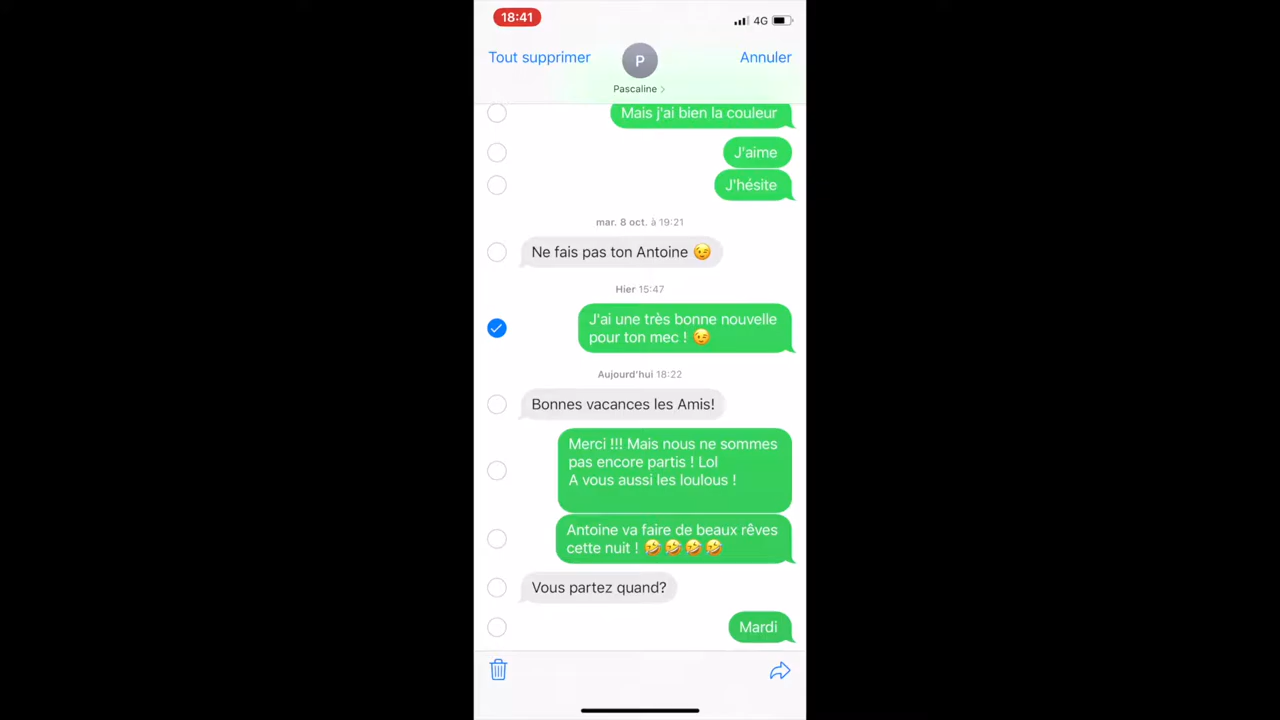 18:41
4G
Tout supprimer
P
Annuler
Pascaline >
Mais j'ai bien la couleur
J'aime
J'hésite
mar. 8 oct. à 19:21
Ne fais pas ton Antoine 😉
Hier 15:47
J'ai une très bonne nouvelle
pour ton mec ! 😉
Aujourd'hui 18:22
Bonnes vacances les Amis!
Merci !!! Mais nous ne sommes
pas encore partis ! Lol
A vous aussi les loulous !
Antoine va faire de beaux rêves
cette nuit ! 🤣🤣🤣🤣
Vous partez quand?
Mardi